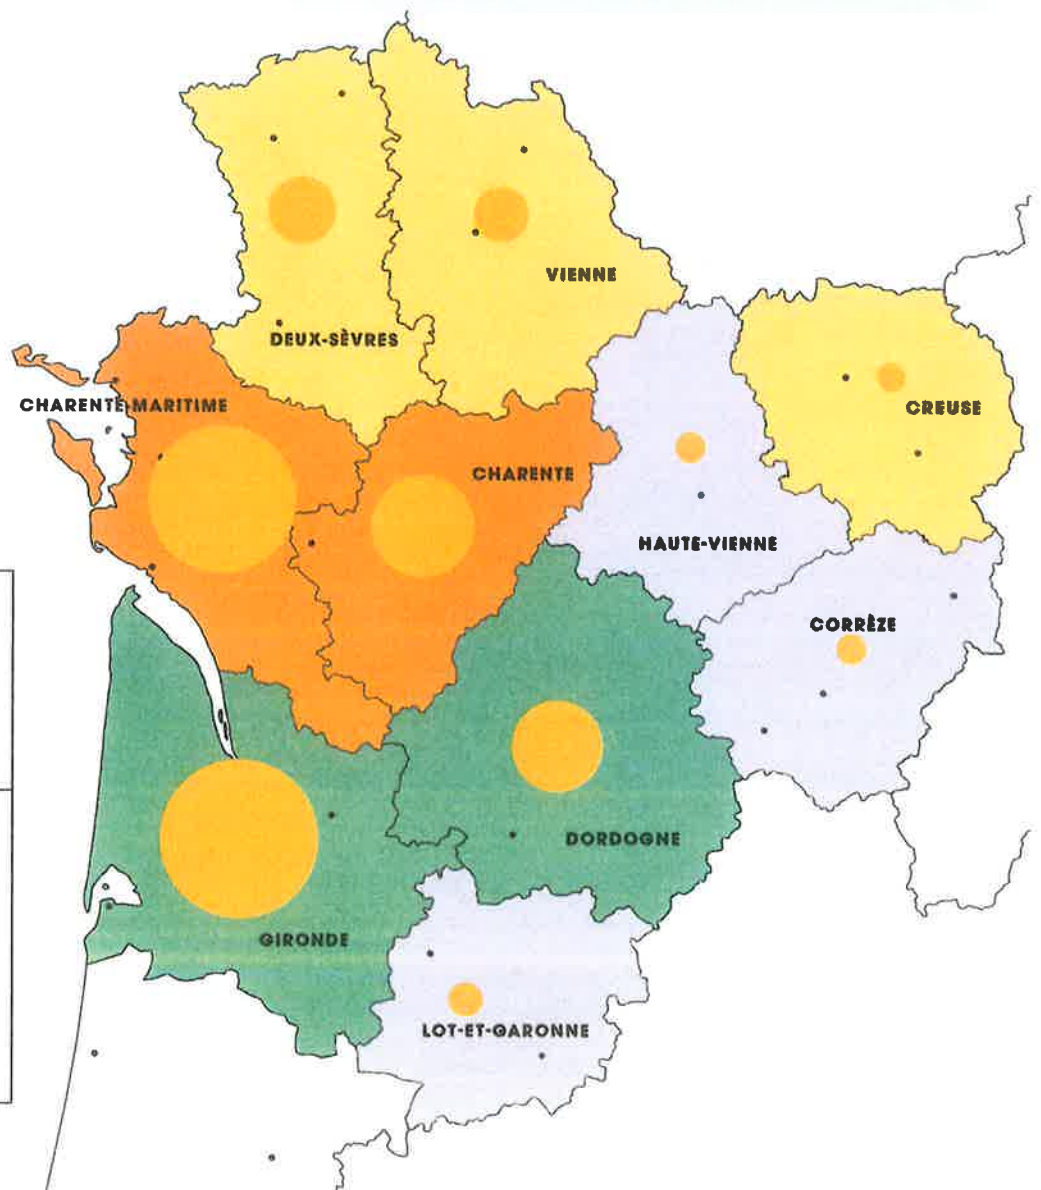 VIENNE
DEUX-SÈVRES
CHARENTE-MARITIME
CREUSE
CHARENTE
HAUTE-VIENNE
CORRÈZE
DORDOGNE
GIRONDE
LOT-ET-GARONNE